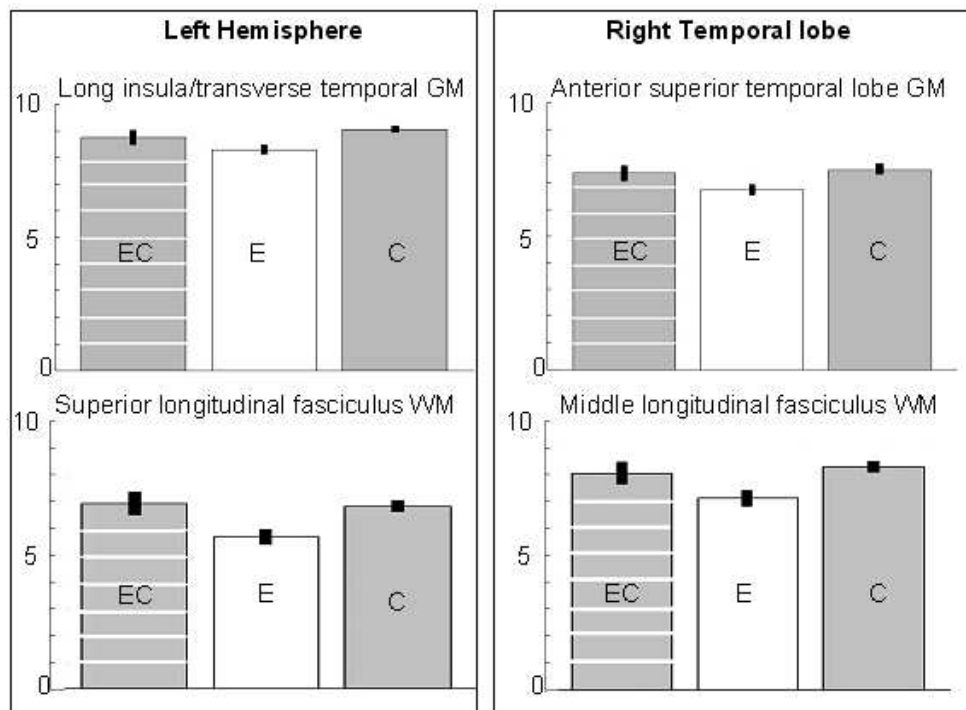 Left Hemisphere
Long insula/transverse temporal GM
10
5
0
EC
E
C
Superior longitudinal fasciculus WM
10
5
0
EC
E
C
Right Temporal lobe
Anterior superior temporal lobe GM
10
5
0
EC
E
C
Middle longitudinal fasciculus WM
10
5
0
EC
E
C